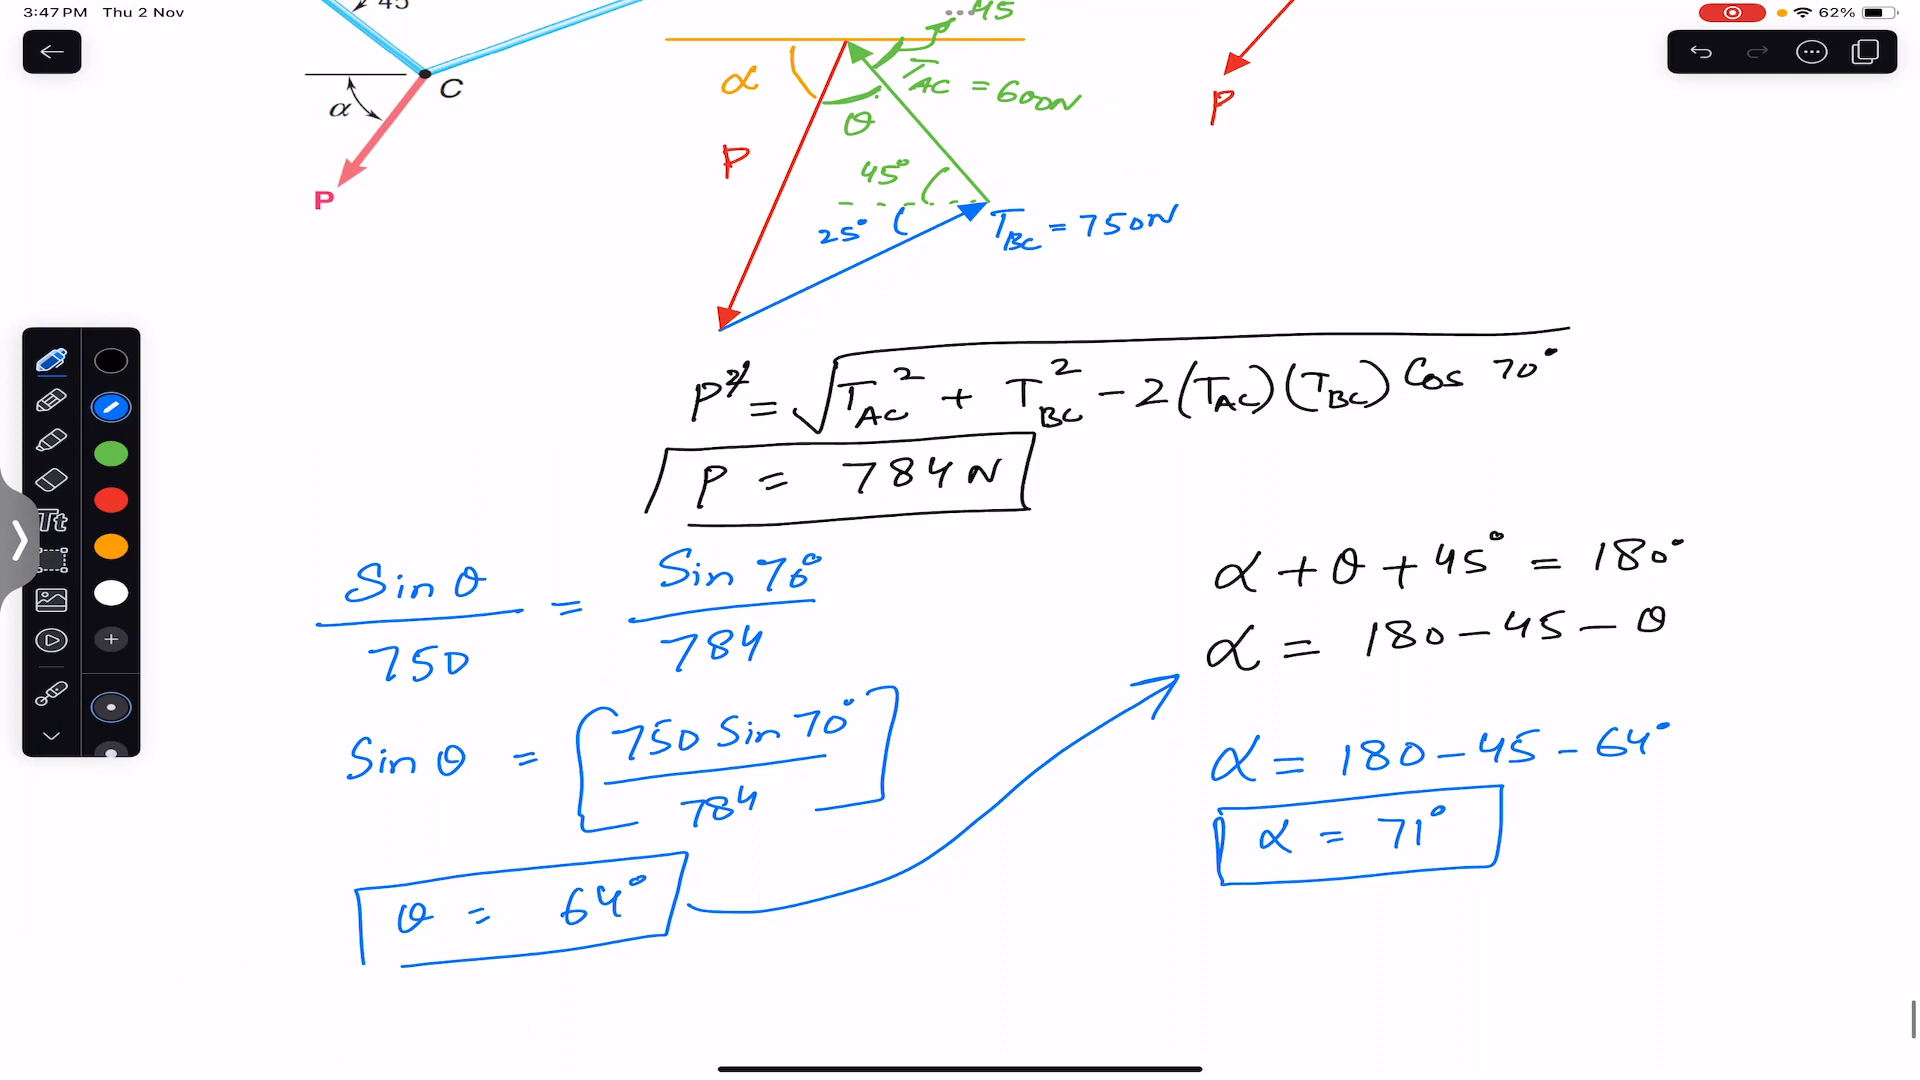 3:47 PM Thu 2 Nov
62%
45
45
C
α
P
α
T_AC = 600N
θ
P
45°
25°
T_BC = 750N
P
P² = √(T_AC² + T_BC² - 2(T_AC)(T_BC) Cos 70°
P = 784 N
Sin θ / 750 = Sin 70° / 784
α + θ + 45° = 180°
α = 180 - 45 - θ
Sin θ = [750 Sin 70° / 784]
α = 180 - 45 - 64°
α = 71°
θ = 64°
Tt